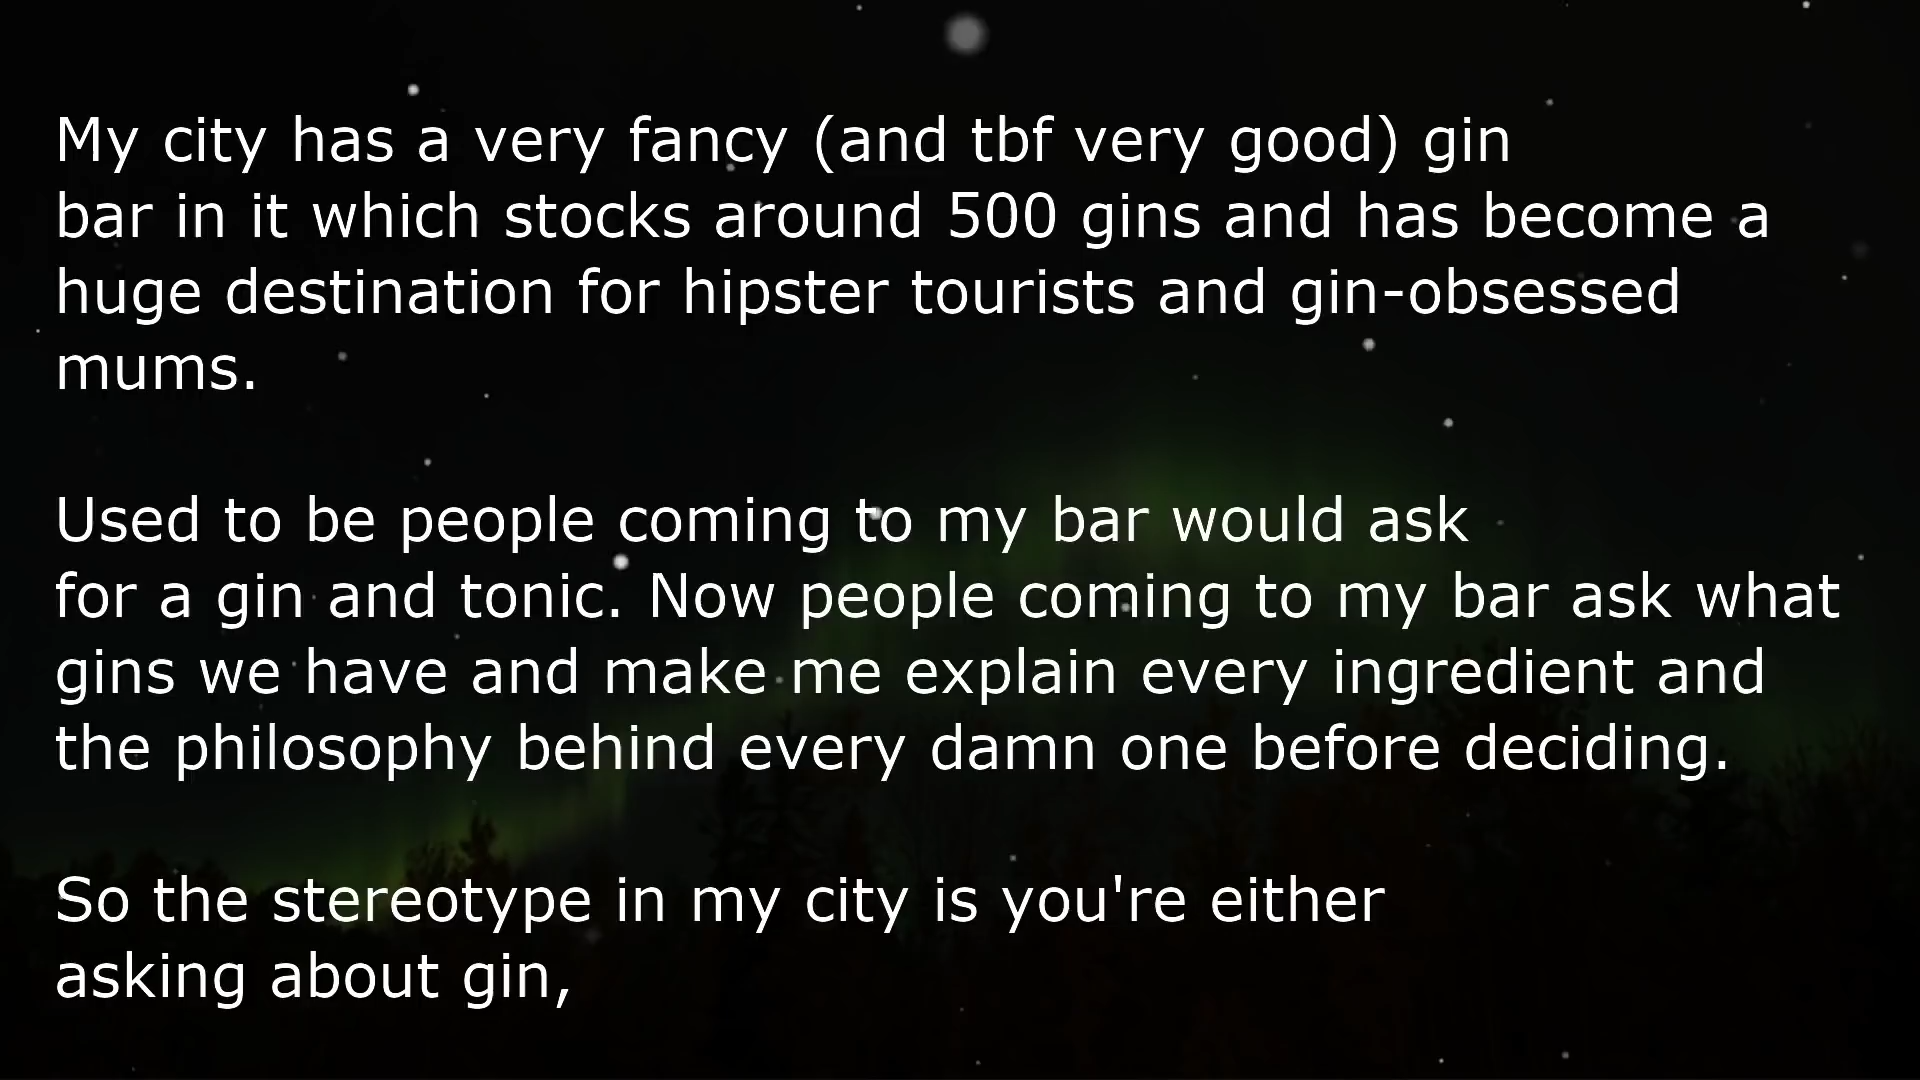 My city has a very fancy (and tbf very good) gin
bar in it which stocks around 500 gins and has become a
huge destination for hipster tourists and gin-obsessed
mums.
Used to be people coming to my bar would ask
for a gin and tonic. Now people coming to my bar ask what
gins we have and make me explain every ingredient and
the philosophy behind every damn one before deciding.
So the stereotype in my city is you're either
asking about gin,